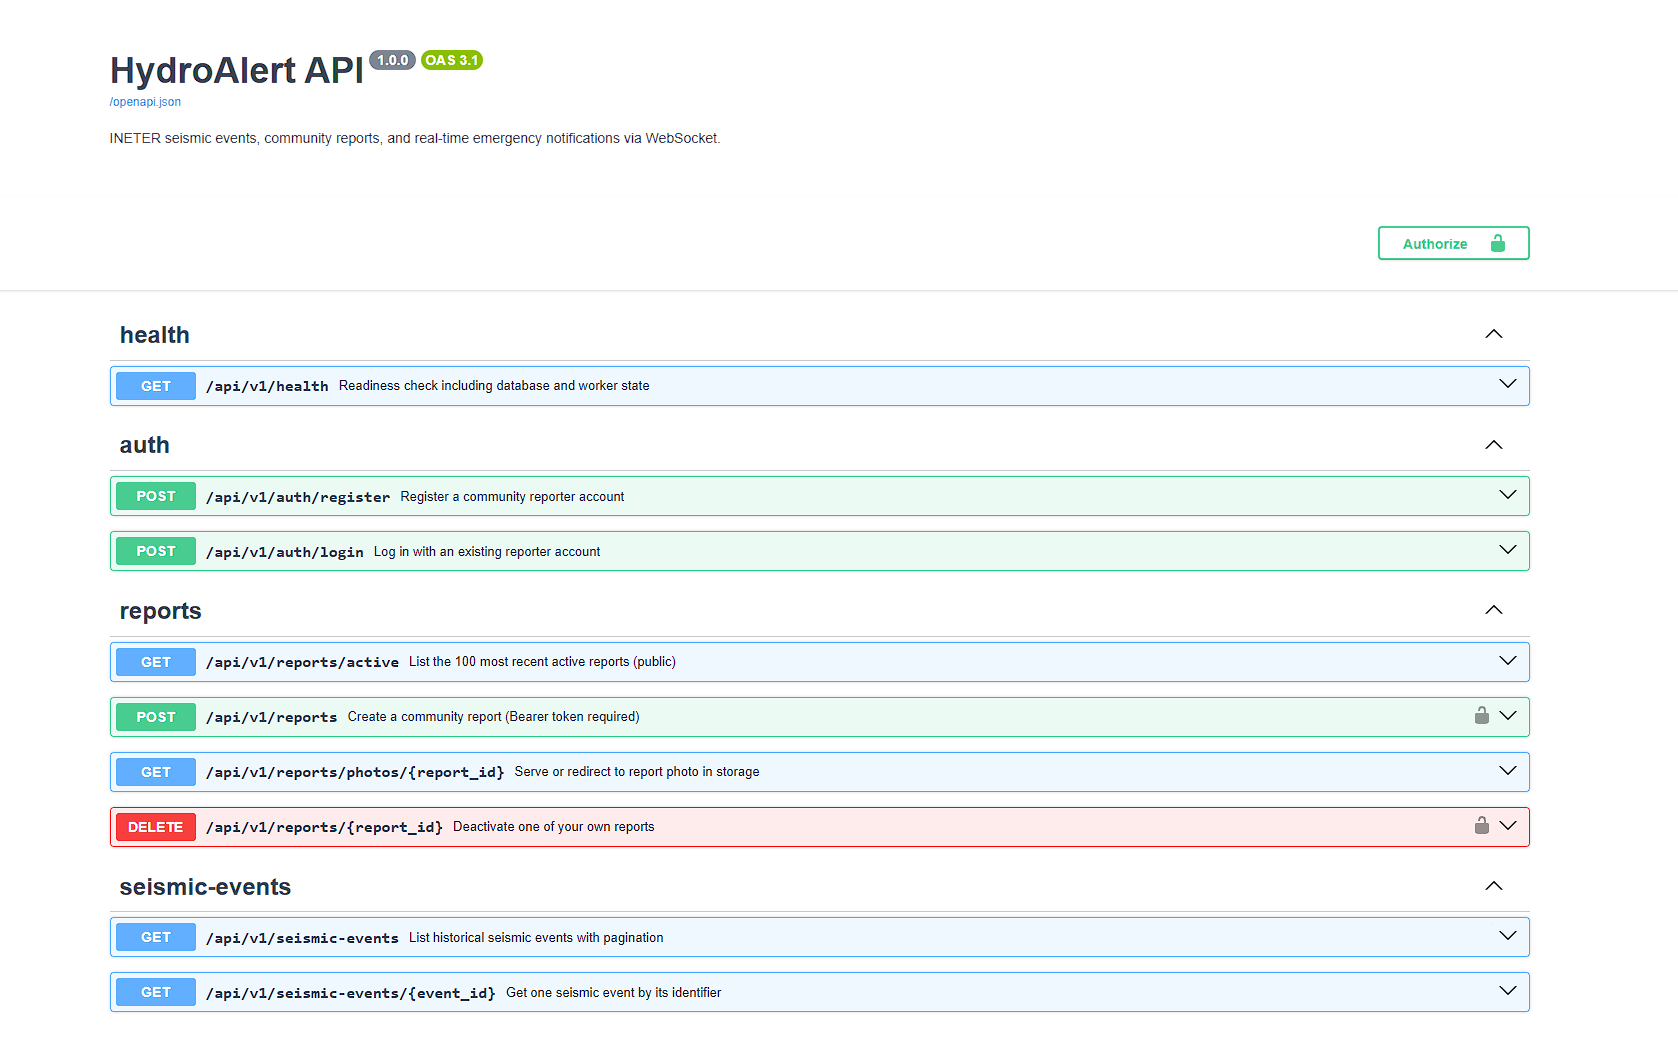 HydroAlert API 1.0.0 OAS 3.1
/openapi.json
INETER seismic events, community reports, and real-time emergency notifications via WebSocket.
Authorize
health
GET /api/v1/health Readiness check including database and worker state
auth
POST /api/v1/auth/register Register a community reporter account
POST /api/v1/auth/login Log in with an existing reporter account
reports
GET /api/v1/reports/active List the 100 most recent active reports (public)
POST /api/v1/reports Create a community report (Bearer token required)
GET /api/v1/reports/photos/{report_id} Serve or redirect to report photo in storage
DELETE /api/v1/reports/{report_id} Deactivate one of your own reports
seismic-events
GET /api/v1/seismic-events List historical seismic events with pagination
GET /api/v1/seismic-events/{event_id} Get one seismic event by its identifier